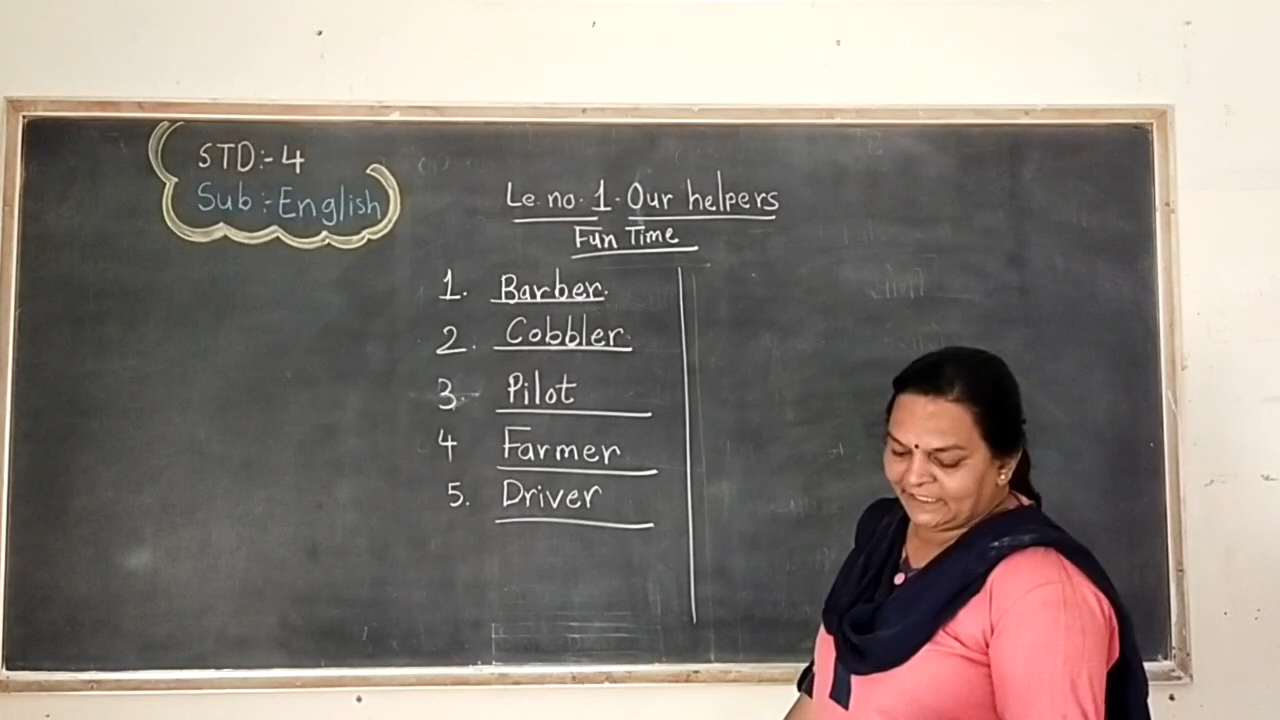 STD:- 4
Sub :- English
Le. no. 1. Our helpers
Fun Time
1. Barber.
2. Cobbler.
3. Pilot
4 Farmer
5. Driver